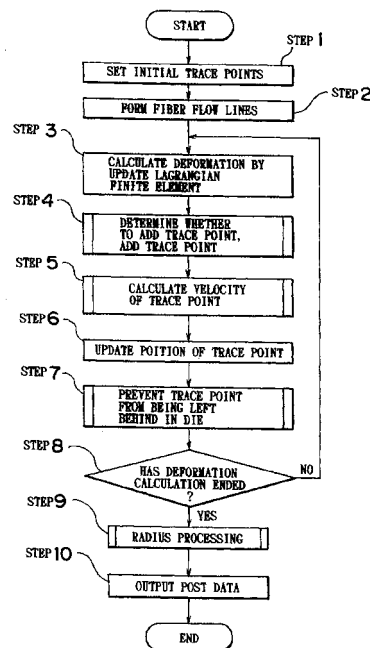 START
STEP 1
SET INITIAL TRACE POINTS
STEP 2
FORM FIBER FLOW LINES
STEP 3
CALCULATE DEFORMATION BY
UPDATE LAGRANGIAN
FINITE ELEMENT
STEP 4
DETERMINE WHETHER
TO ADD TRACE POINT,
ADD TRACE POINT
STEP 5
CALCULATE VELOCITY
OF TRACE POINT
STEP 6
UPDATE POITION OF TRACE POINT
STEP 7
PREVENT TRACE POINT
FROM BEING LEFT
BEHIND IN DIE
STEP 8
HAS DEFORMATION
CALCULATION ENDED
?
NO
YES
STEP 9
RADIUS PROCESSING
STEP 10
OUTPUT POST DATA
END